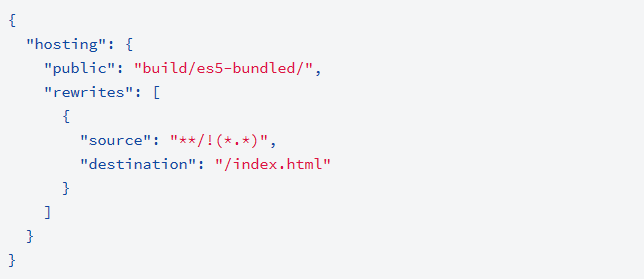 {
  "hosting": {
    "public": "build/es5-bundled/",
    "rewrites": [
      {
        "source": "**/!(*.*)",
        "destination": "/index.html"
      }
    ]
  }
}